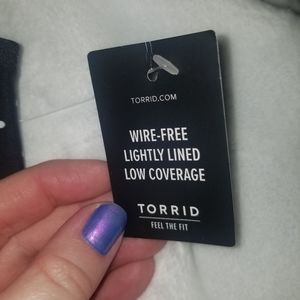 TORRID.COM
WIRE-FREE
LIGHTLY LINED
LOW COVERAGE
TORRID
FEEL THE FIT